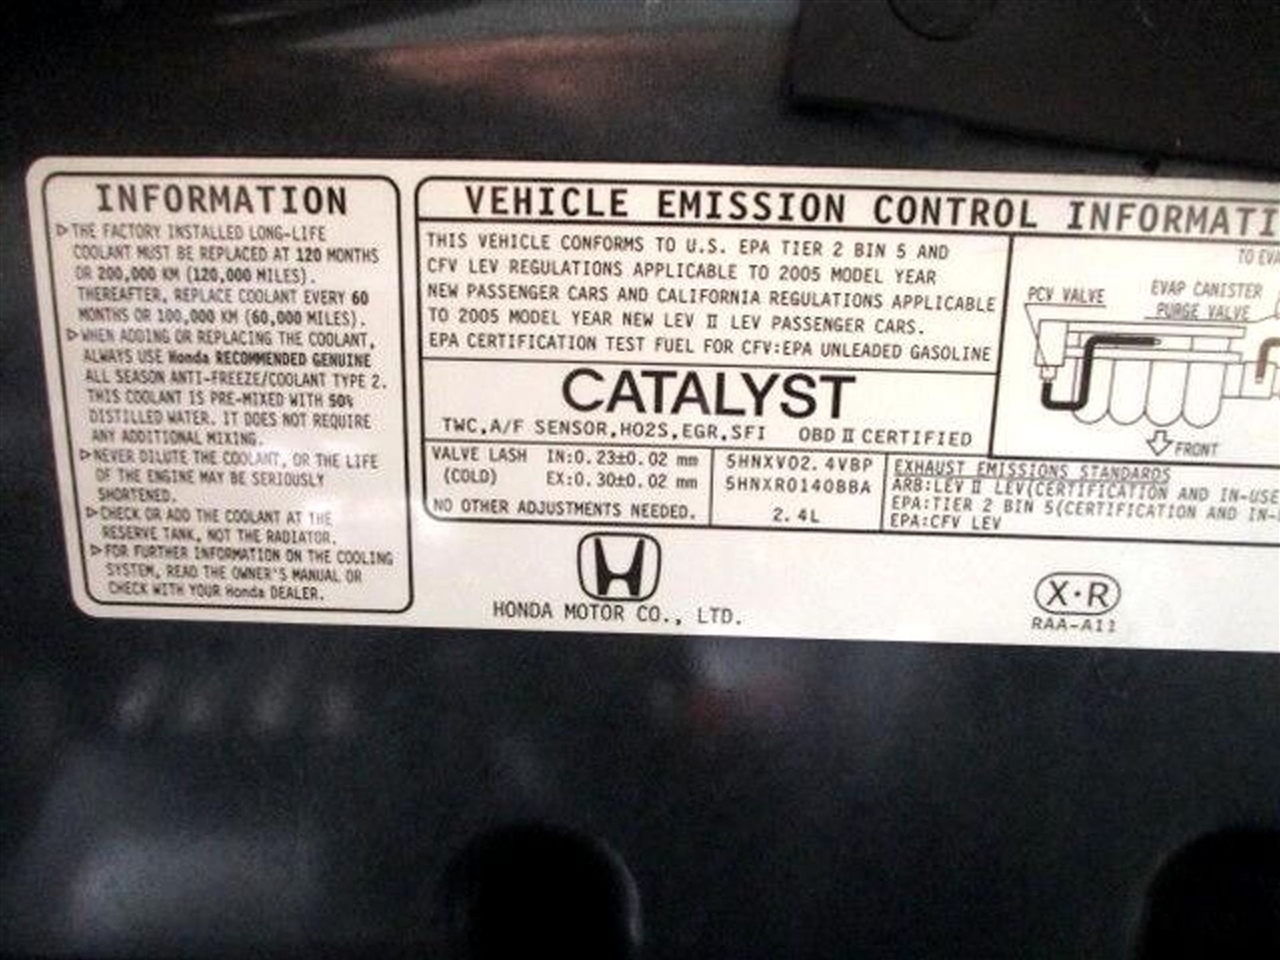 INFORMATION
▷THE FACTORY INSTALLED LONG-LIFE
COOLANT MUST BE REPLACED AT 120 MONTHS
OR 200,000 KM (120,000 MILES).
THEREAFTER, REPLACE COOLANT EVERY 60
MONTHS OR 100,000 KM (60,000 MILES).
▷WHEN ADDING OR REPLACING THE COOLANT,
ALWAYS USE Honda RECOMMENDED GENUINE
ALL SEASON ANTI-FREEZE/COOLANT TYPE 2.
THIS COOLANT IS PRE-MIXED WITH 50%
DISTILLED WATER. IT DOES NOT REQUIRE
ANY ADDITIONAL MIXING.
▷NEVER DILUTE THE COOLANT, OR THE LIFE
OF THE ENGINE MAY BE SERIOUSLY
SHORTENED.
▷CHECK OR ADD THE COOLANT AT THE
RESERVE TANK, NOT THE RADIATOR.
▷FOR FURTHER INFORMATION ON THE COOLING
SYSTEM, READ THE OWNER'S MANUAL OR
CHECK WITH YOUR Honda DEALER.
VEHICLE EMISSION CONTROL INFORMATI
THIS VEHICLE CONFORMS TO U.S. EPA TIER 2 BIN 5 AND
CFV LEV REGULATIONS APPLICABLE TO 2005 MODEL YEAR
NEW PASSENGER CARS AND CALIFORNIA REGULATIONS APPLICABLE
TO 2005 MODEL YEAR NEW LEV II LEV PASSENGER CARS.
EPA CERTIFICATION TEST FUEL FOR CFV:EPA UNLEADED GASOLINE
CATALYST
TWC,A/F SENSOR,HO2S,EGR,SFI OBD II CERTIFIED
VALVE LASH IN:0.23±0.02 mm
(COLD) EX:0.30±0.02 mm
NO OTHER ADJUSTMENTS NEEDED.
5HNXV02.4VBP
5HNXR0140BBA
2.4L
TO EVA
PCV VALVE
EVAP CANISTER
PURGE VALVE
FRONT
EXHAUST EMISSIONS STANDARDS
ARB:LEV II LEV(CERTIFICATION AND IN-USE
EPA:TIER 2 BIN 5(CERTIFICATION AND IN-
EPA:CFV LEV
HONDA MOTOR CO., LTD.
X·R
RAA-A11